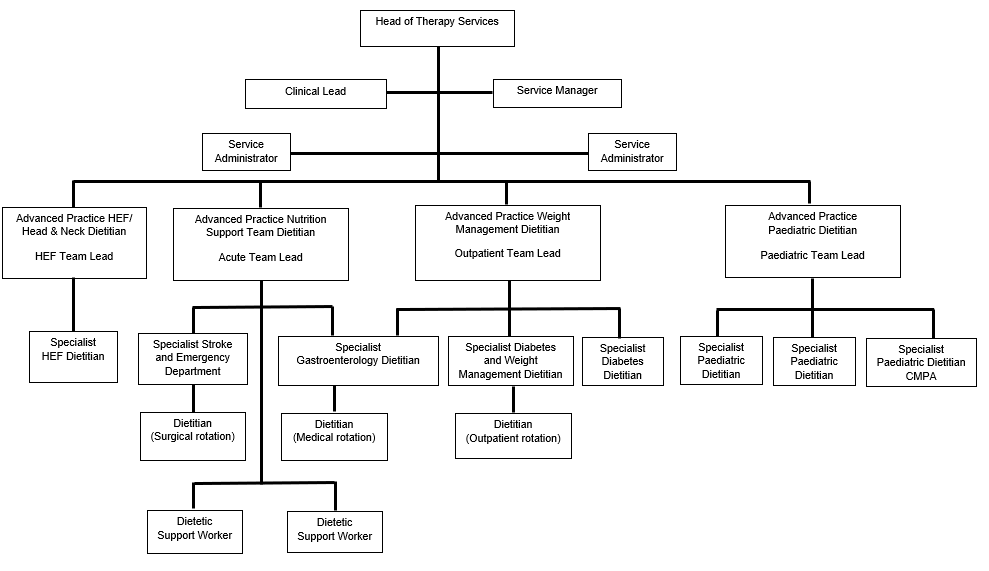 Head of Therapy Services
Clinical Lead
Service Manager
Service
Administrator
Service
Administrator
Advanced Practice HEF/
Head & Neck Dietitian
HEF Team Lead
Advanced Practice Nutrition
Support Team Dietitian
Acute Team Lead
Advanced Practice Weight
Management Dietitian
Outpatient Team Lead
Advanced Practice
Paediatric Dietitian
Paediatric Team Lead
Specialist
HEF Dietitian
Specialist Stroke
and Emergency
Department
Specialist
Gastroenterology Dietitian
Specialist Diabetes
and Weight
Management Dietitian
Specialist
Diabetes
Dietitian
Specialist
Paediatric
Dietitian
Specialist
Paediatric
Dietitian
Specialist
Paediatric Dietitian
CMPA
Dietitian
(Surgical rotation)
Dietitian
(Medical rotation)
Dietitian
(Outpatient rotation)
Dietetic
Support Worker
Dietetic
Support Worker